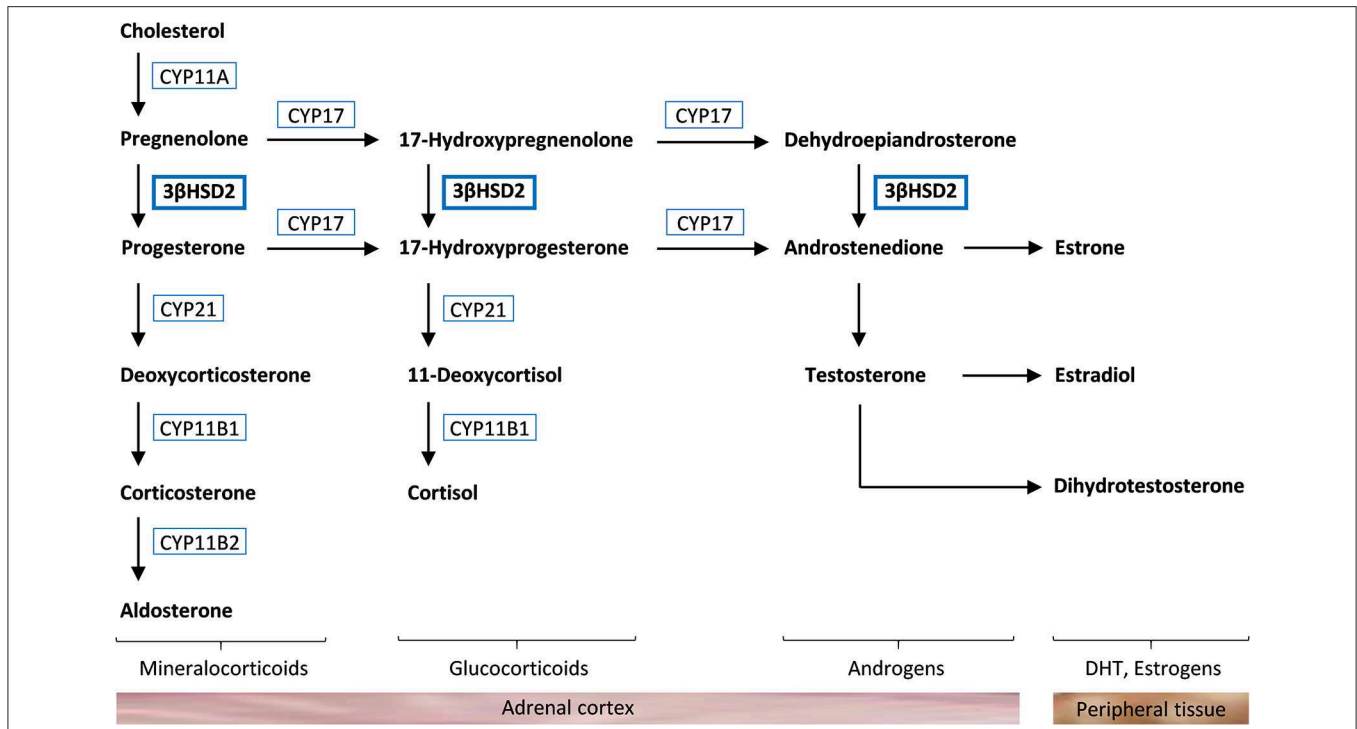 Cholesterol
CYP11A
CYP17
CYP17
Pregnenolone
17-Hydroxypregnenolone
Dehydroepiandrosterone
3βHSD2
3βHSD2
3βHSD2
CYP17
CYP17
Progesterone
17-Hydroxyprogesterone
Androstenedione
Estrone
CYP21
CYP21
Deoxycorticosterone
11-Deoxycortisol
Testosterone
Estradiol
CYP11B1
CYP11B1
Corticosterone
Cortisol
Dihydrotestosterone
CYP11B2
Aldosterone
Mineralocorticoids
Glucocorticoids
Androgens
DHT, Estrogens
Adrenal cortex
Peripheral tissue